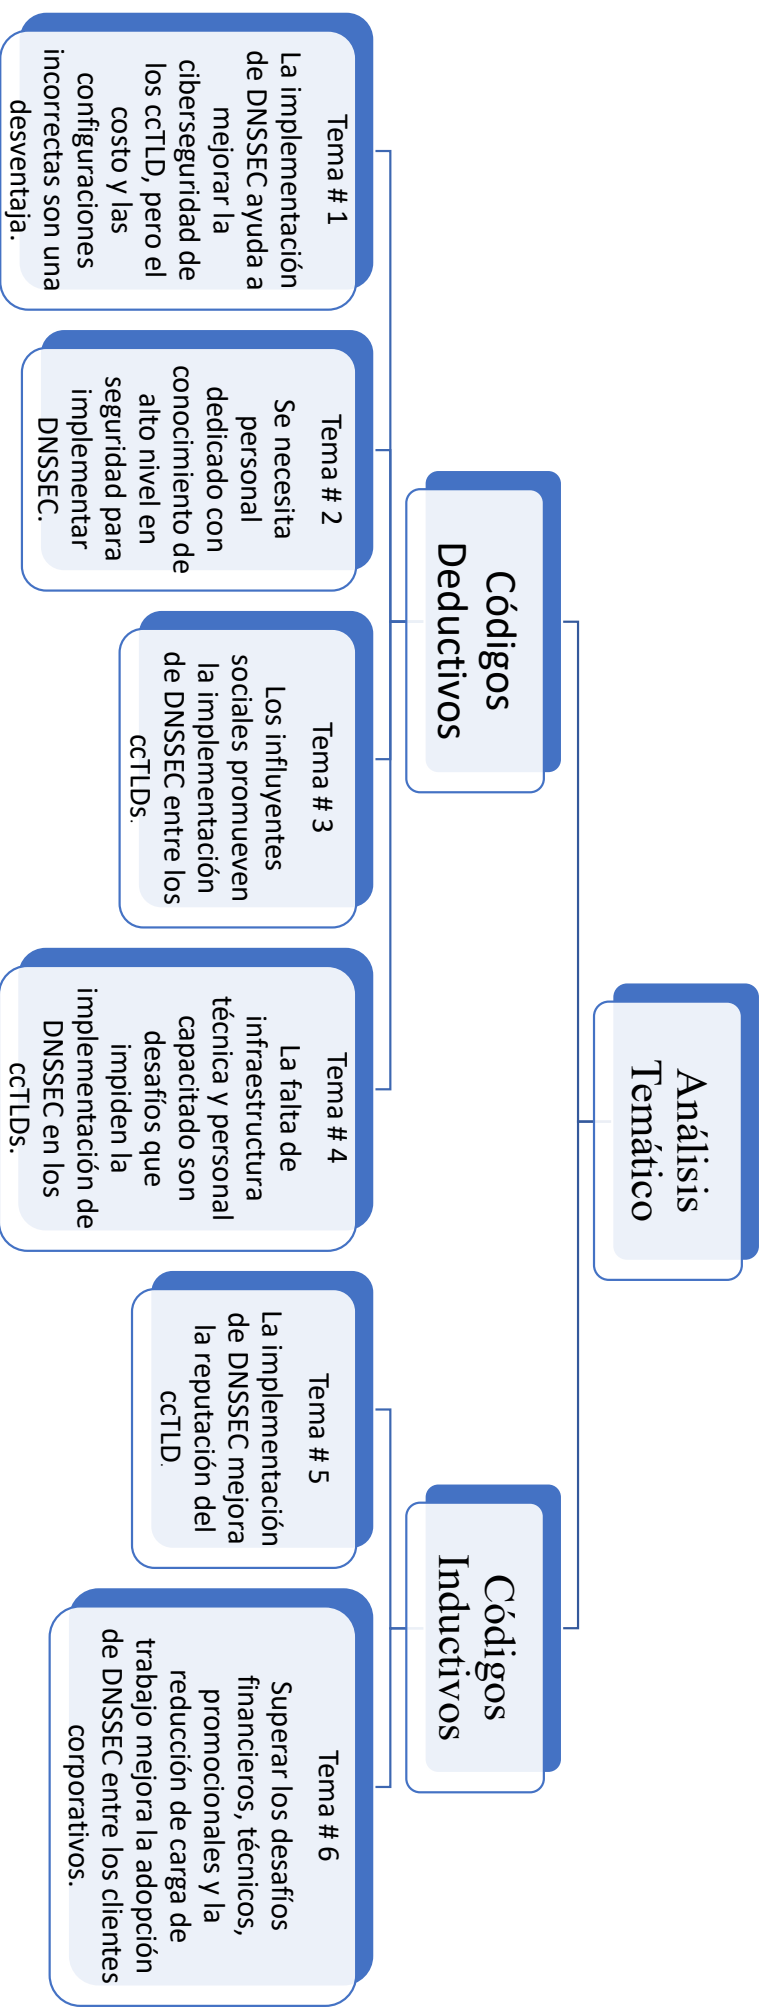 Análisis
Temático
Códigos
Deductivos
Códigos
Inductivos
Tema # 1
La implementación
de DNSSEC ayuda a
mejorar la
ciberseguridad de
los ccTLD, pero el
costo y las
configuraciones
incorrectas son una
desventaja.
Tema # 2
Se necesita
personal
dedicado con
conocimiento de
alto nivel en
seguridad para
implementar
DNSSEC.
Tema # 3
Los influyentes
sociales promueven
la implementación
de DNSSEC entre los
ccTLDs.
Tema # 4
La falta de
infraestructura
técnica y personal
capacitado son
desafíos que
impiden la
implementación de
DNSSEC en los
ccTLDs.
Tema # 5
La implementación
de DNSSEC mejora
la reputación del
ccTLD.
Tema # 6
Superar los desafíos
financieros, técnicos,
promocionales y la
reducción de carga de
trabajo mejora la adopción
de DNSSEC entre los clientes
corporativos.